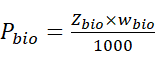 P_bio = (Z_bio × w_bio) / 1000